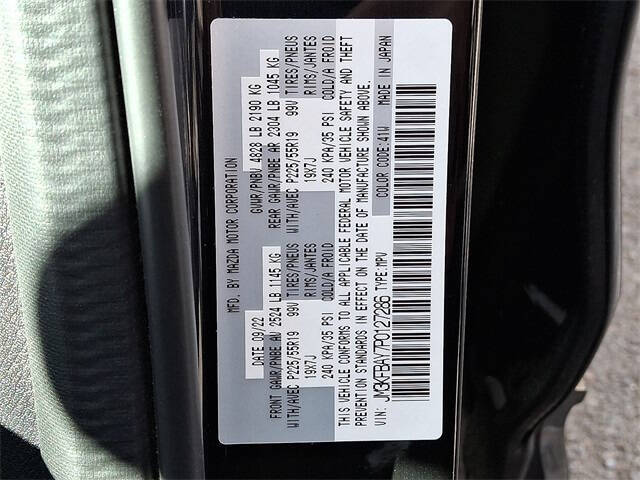 MFD. BY MAZDA MOTOR CORPORATION
DATE 09/22 GVWR/PNBU 4828 LB 2190 KG
FRONT GAWR/PNBE AV 2524 LB 1145 KG REAR GAWR/PNBE AR 2304 LB 1045 KG
WITH/AVEC P225/55R19 99V TIRES/PNEUS WITH/AVEC P225/55R19 99V TIRES/PNEUS
19X7J RIMS/JANTES 19X7J RIMS/JANTES
240 KPA/35 PSI COLD/A FROID 240 KPA/35 PSI COLD/A FROID
THIS VEHICLE CONFORMS TO ALL APPLICABLE FEDERAL MOTOR VEHICLE SAFETY AND THEFT
PREVENTION STANDARDS IN EFFECT ON THE DATE OF MANUFACTURE SHOWN ABOVE.
VIN: JM3KFBAY7P0127286 TYPE:MPV COLOR CODE:41W MADE IN JAPAN